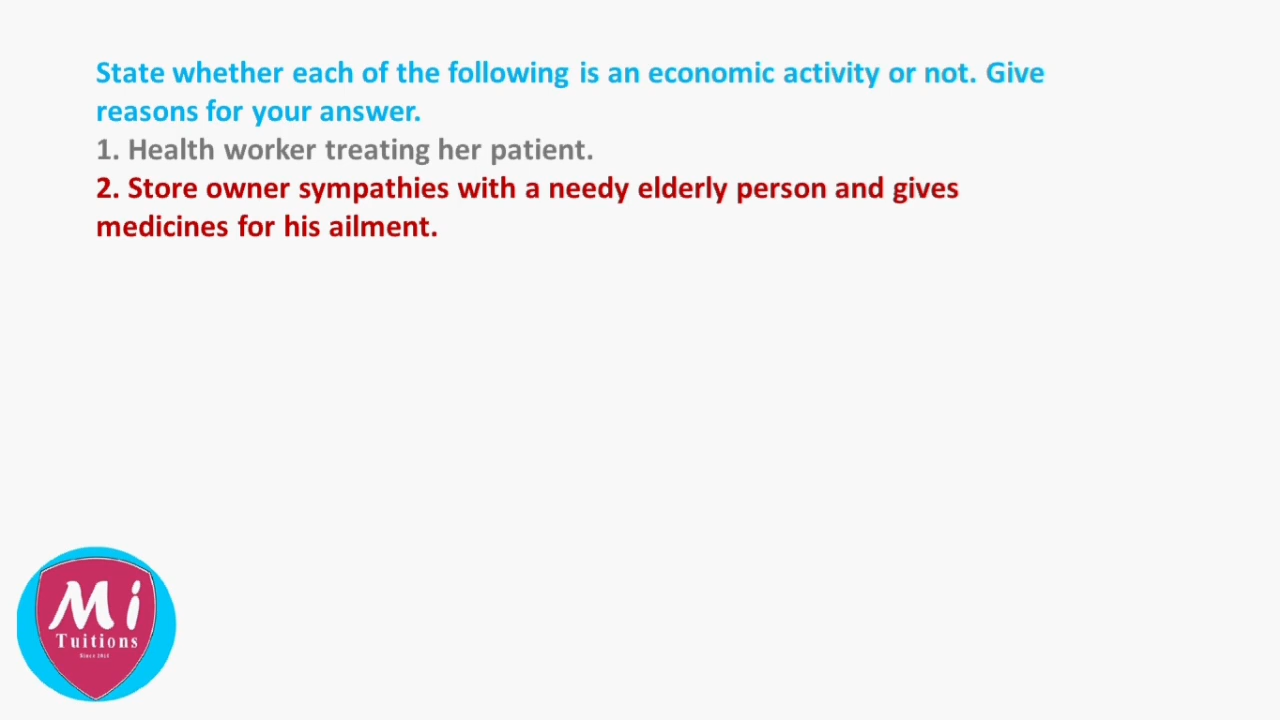 State whether each of the following is an economic activity or not. Give
reasons for your answer.
1. Health worker treating her patient.
2. Store owner sympathies with a needy elderly person and gives
medicines for his ailment.
Mi
Tuitions